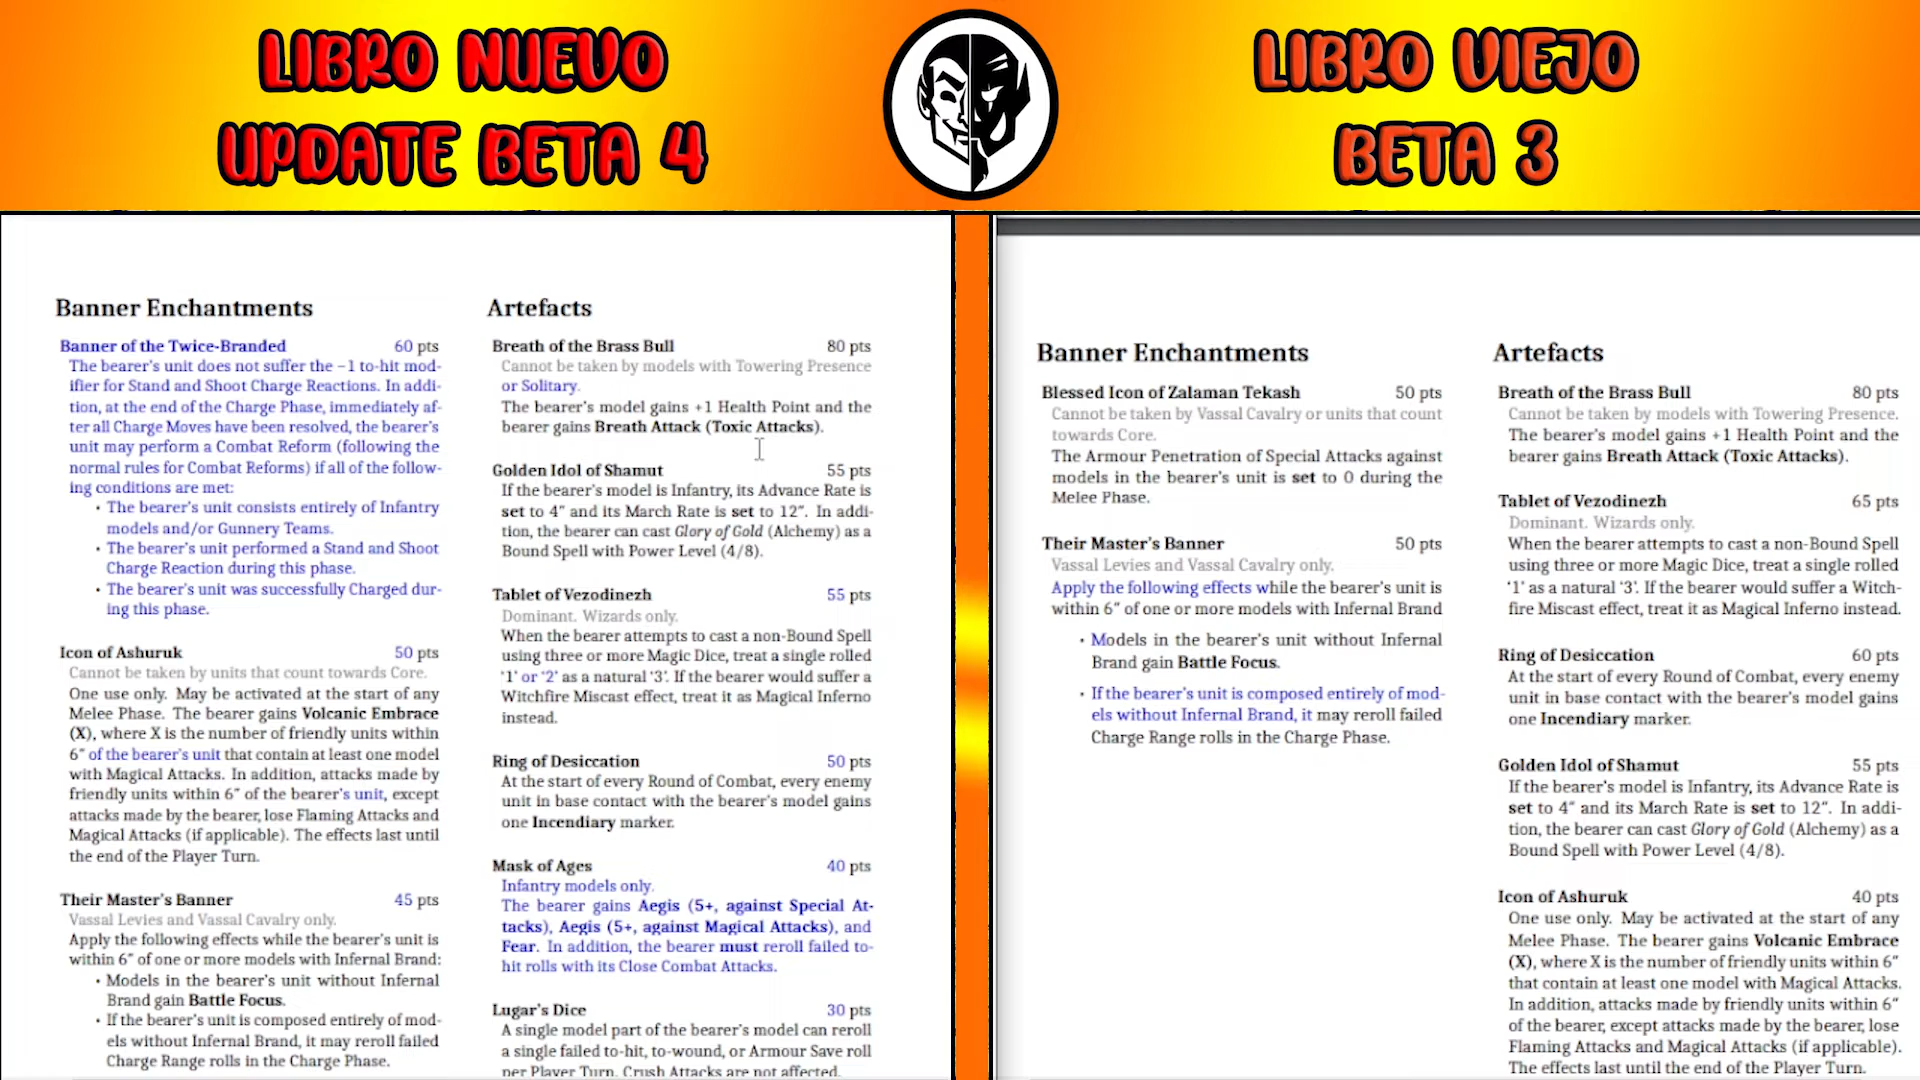 LIBRO NUEVO
UPDATE BETA 4
LIBRO VIEJO
BETA 3
Banner Enchantments
Banner of the Twice-Branded 60 pts
The bearer's unit does not suffer the −1 to-hit mod-
ifier for Stand and Shoot Charge Reactions. In addi-
tion, at the end of the Charge Phase, immediately af-
ter all Charge Moves have been resolved, the bearer's
unit may perform a Combat Reform (following the
normal rules for Combat Reforms) if all of the follow-
ing conditions are met:
• The bearer's unit consists entirely of Infantry
models and/or Gunnery Teams.
• The bearer's unit performed a Stand and Shoot
Charge Reaction during this phase.
• The bearer's unit was successfully Charged dur-
ing this phase.
Icon of Ashuruk 50 pts
Cannot be taken by units that count towards Core.
One use only. May be activated at the start of any
Melee Phase. The bearer gains Volcanic Embrace
(X), where X is the number of friendly units within
6″ of the bearer's unit that contain at least one model
with Magical Attacks. In addition, attacks made by
friendly units within 6″ of the bearer's unit, except
attacks made by the bearer, lose Flaming Attacks and
Magical Attacks (if applicable). The effects last until
the end of the Player Turn.
Their Master's Banner 45 pts
Vassal Levies and Vassal Cavalry only.
Apply the following effects while the bearer's unit is
within 6″ of one or more models with Infernal Brand:
• Models in the bearer's unit without Infernal
Brand gain Battle Focus.
• If the bearer's unit is composed entirely of mod-
els without Infernal Brand, it may reroll failed
Charge Range rolls in the Charge Phase.
Artefacts
Breath of the Brass Bull 80 pts
Cannot be taken by models with Towering Presence
or Solitary.
The bearer's model gains +1 Health Point and the
bearer gains Breath Attack (Toxic Attacks).
Golden Idol of Shamut 55 pts
If the bearer's model is Infantry, its Advance Rate is
set to 4″ and its March Rate is set to 12″. In addi-
tion, the bearer can cast Glory of Gold (Alchemy) as a
Bound Spell with Power Level (4/8).
Tablet of Vezodinezh 55 pts
Dominant. Wizards only.
When the bearer attempts to cast a non-Bound Spell
using three or more Magic Dice, treat a single rolled
'1' or '2' as a natural '3'. If the bearer would suffer a
Witchfire Miscast effect, treat it as Magical Inferno
instead.
Ring of Desiccation 50 pts
At the start of every Round of Combat, every enemy
unit in base contact with the bearer's model gains
one Incendiary marker.
Mask of Ages 40 pts
Infantry models only.
The bearer gains Aegis (5+, against Special At-
tacks), Aegis (5+, against Magical Attacks), and
Fear. In addition, the bearer must reroll failed to-
hit rolls with its Close Combat Attacks.
Lugar's Dice 30 pts
A single model part of the bearer's model can reroll
a single failed to-hit, to-wound, or Armour Save roll
per Player Turn. Crush Attacks are not affected.
Banner Enchantments
Blessed Icon of Zalaman Tekash 50 pts
Cannot be taken by Vassal Cavalry or units that count
towards Core.
The Armour Penetration of Special Attacks against
models in the bearer's unit is set to 0 during the
Melee Phase.
Their Master's Banner 50 pts
Vassal Levies and Vassal Cavalry only.
Apply the following effects while the bearer's unit is
within 6″ of one or more models with Infernal Brand
• Models in the bearer's unit without Infernal
Brand gain Battle Focus.
• If the bearer's unit is composed entirely of mod-
els without Infernal Brand, it may reroll failed
Charge Range rolls in the Charge Phase.
Artefacts
Breath of the Brass Bull 80 pts
Cannot be taken by models with Towering Presence.
The bearer's model gains +1 Health Point and the
bearer gains Breath Attack (Toxic Attacks).
Tablet of Vezodinezh 65 pts
Dominant. Wizards only.
When the bearer attempts to cast a non-Bound Spell
using three or more Magic Dice, treat a single rolled
'1' as a natural '3'. If the bearer would suffer a Witch-
fire Miscast effect, treat it as Magical Inferno instead.
Ring of Desiccation 60 pts
At the start of every Round of Combat, every enemy
unit in base contact with the bearer's model gains
one Incendiary marker.
Golden Idol of Shamut 55 pts
If the bearer's model is Infantry, its Advance Rate is
set to 4″ and its March Rate is set to 12″. In addi-
tion, the bearer can cast Glory of Gold (Alchemy) as a
Bound Spell with Power Level (4/8).
Icon of Ashuruk 40 pts
One use only. May be activated at the start of any
Melee Phase. The bearer gains Volcanic Embrace
(X), where X is the number of friendly units within 6″
that contain at least one model with Magical Attacks.
In addition, attacks made by friendly units within 6″
of the bearer, except attacks made by the bearer, lose
Flaming Attacks and Magical Attacks (if applicable).
The effects last until the end of the Player Turn.